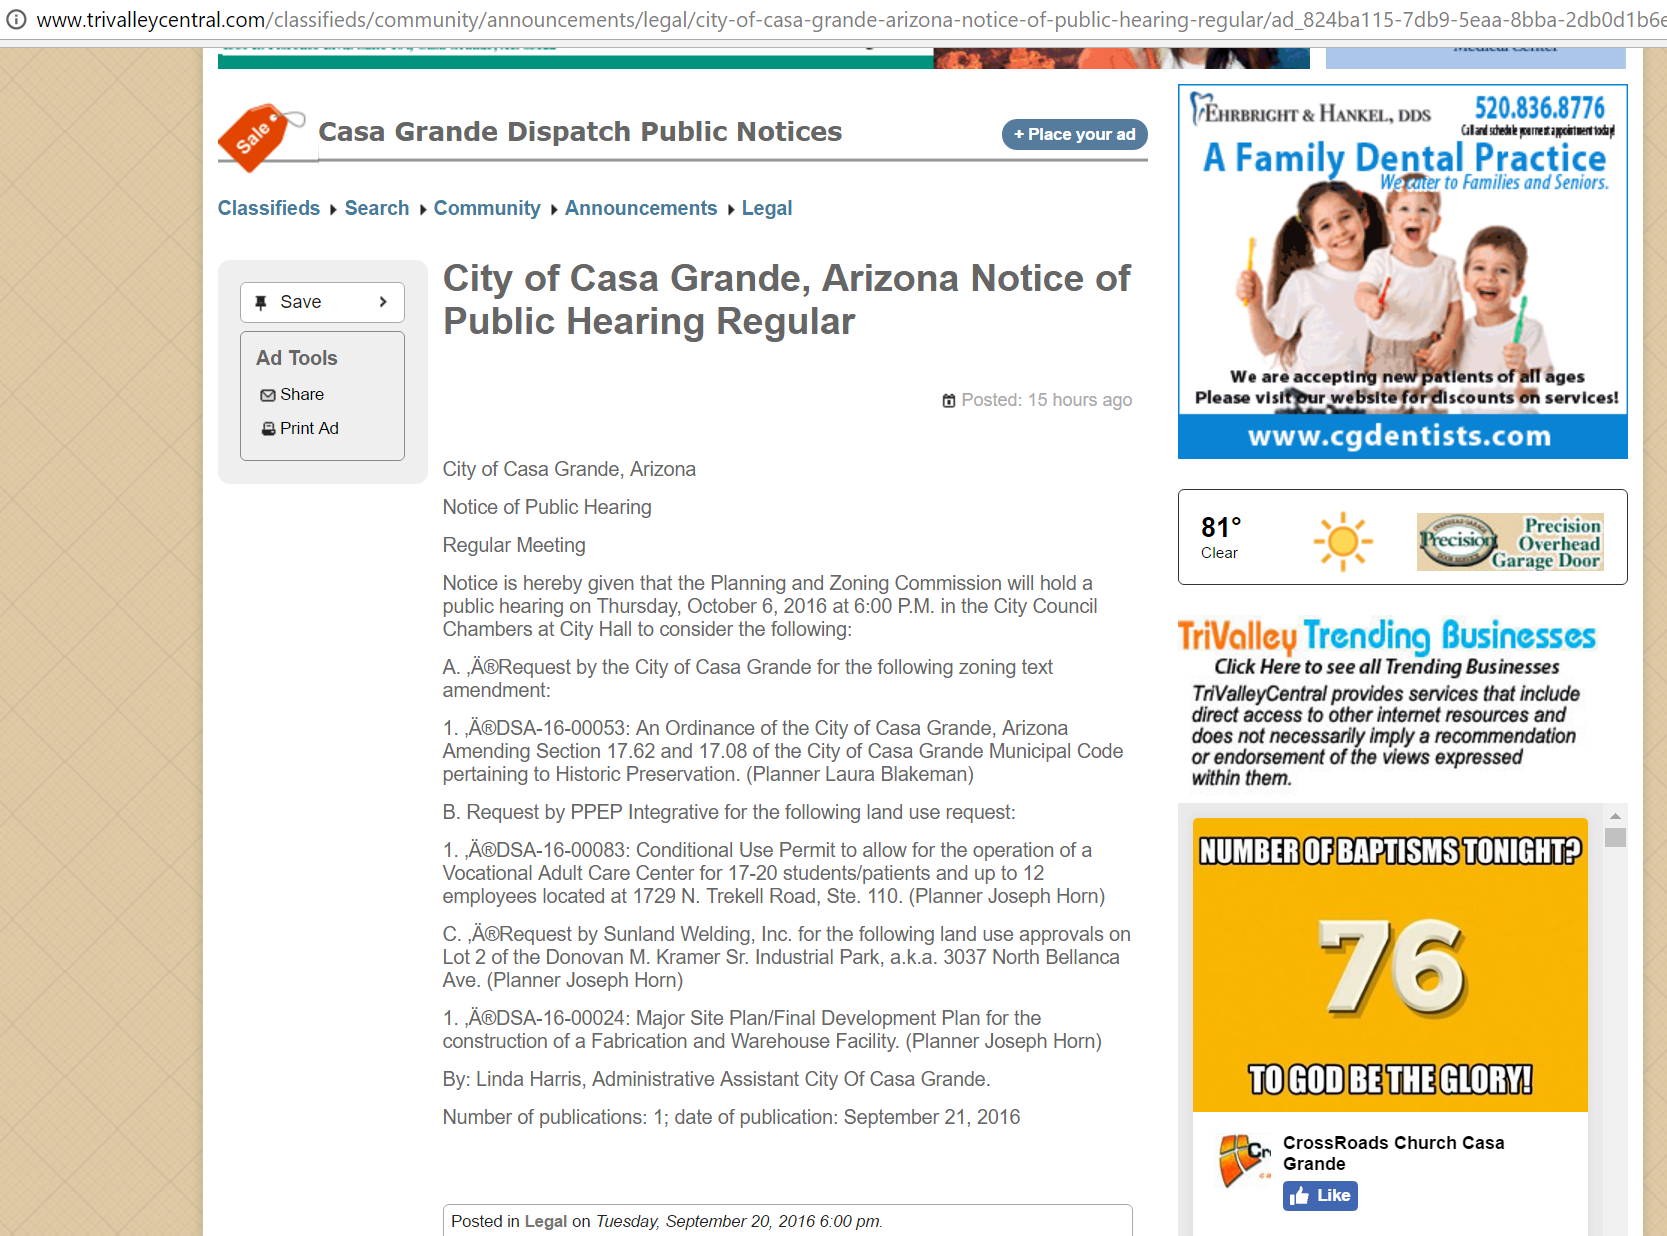 www.trivalleycentral.com/classifieds/community/announcements/legal/city-of-casa-grande-arizona-notice-of-public-hearing-regular/ad_824ba115-7db9-5eaa-8bba-2db0d1b6e
Medical Center
Sale
Casa Grande Dispatch Public Notices
+ Place your ad
Classifieds Search Community Announcements Legal
Save
Ad Tools
Share
Print Ad
City of Casa Grande, Arizona Notice of
Public Hearing Regular
Posted: 15 hours ago
City of Casa Grande, Arizona
Notice of Public Hearing
Regular Meeting
Notice is hereby given that the Planning and Zoning Commission will hold a
public hearing on Thursday, October 6, 2016 at 6:00 P.M. in the City Council
Chambers at City Hall to consider the following:
A. ‚Ä®Request by the City of Casa Grande for the following zoning text
amendment:
1. ‚Ä®DSA-16-00053: An Ordinance of the City of Casa Grande, Arizona
Amending Section 17.62 and 17.08 of the City of Casa Grande Municipal Code
pertaining to Historic Preservation. (Planner Laura Blakeman)
B. Request by PPEP Integrative for the following land use request:
1. ‚Ä®DSA-16-00083: Conditional Use Permit to allow for the operation of a
Vocational Adult Care Center for 17-20 students/patients and up to 12
employees located at 1729 N. Trekell Road, Ste. 110. (Planner Joseph Horn)
C. ‚Ä®Request by Sunland Welding, Inc. for the following land use approvals on
Lot 2 of the Donovan M. Kramer Sr. Industrial Park, a.k.a. 3037 North Bellanca
Ave. (Planner Joseph Horn)
1. ‚Ä®DSA-16-00024: Major Site Plan/Final Development Plan for the
construction of a Fabrication and Warehouse Facility. (Planner Joseph Horn)
By: Linda Harris, Administrative Assistant City Of Casa Grande.
Number of publications: 1; date of publication: September 21, 2016
Posted in Legal on Tuesday, September 20, 2016 6:00 pm.
EHRBRIGHT & HANKEL, DDS
520.836.8776
Call and schedule your next appointment today!
A Family Dental Practice
We cater to Families and Seniors.
We are accepting new patients of all ages
Please visit our website for discounts on services!
www.cgdentists.com
81°
Clear
OVERHEAD GARAGE
Precision
DOOR SERVICE
Precision
Overhead
Garage Door
TriValley Trending Businesses
Click Here to see all Trending Businesses
TriValleyCentral provides services that include
direct access to other internet resources and
does not necessarily imply a recommendation
or endorsement of the views expressed
within them.
NUMBER OF BAPTISMS TONIGHT?
76
TO GOD BE THE GLORY!
CrossRoads Church Casa
Grande
Like